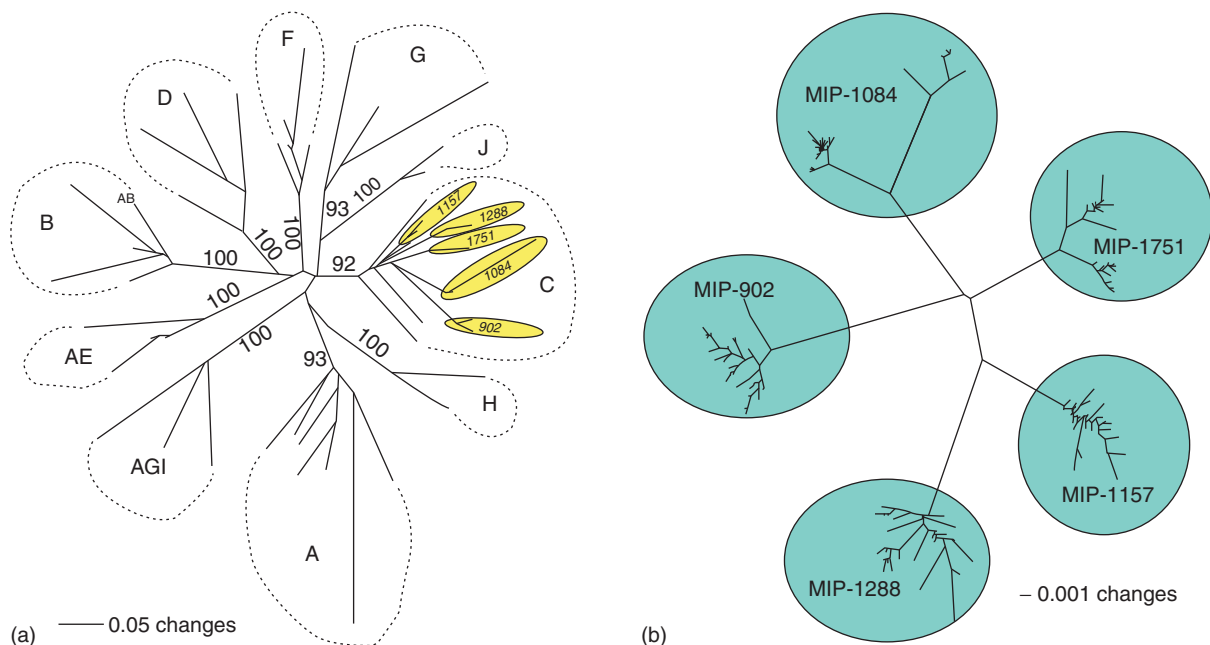 F
G
D
J
B
AB
100
100
100
93
100
92
1157
1288
1751
1084
902
C
100
100
AE
100
93
100
H
AGI
A
(a)
0.05 changes
MIP-1084
MIP-1751
MIP-902
MIP-1157
MIP-1288
(b)
– 0.001 changes